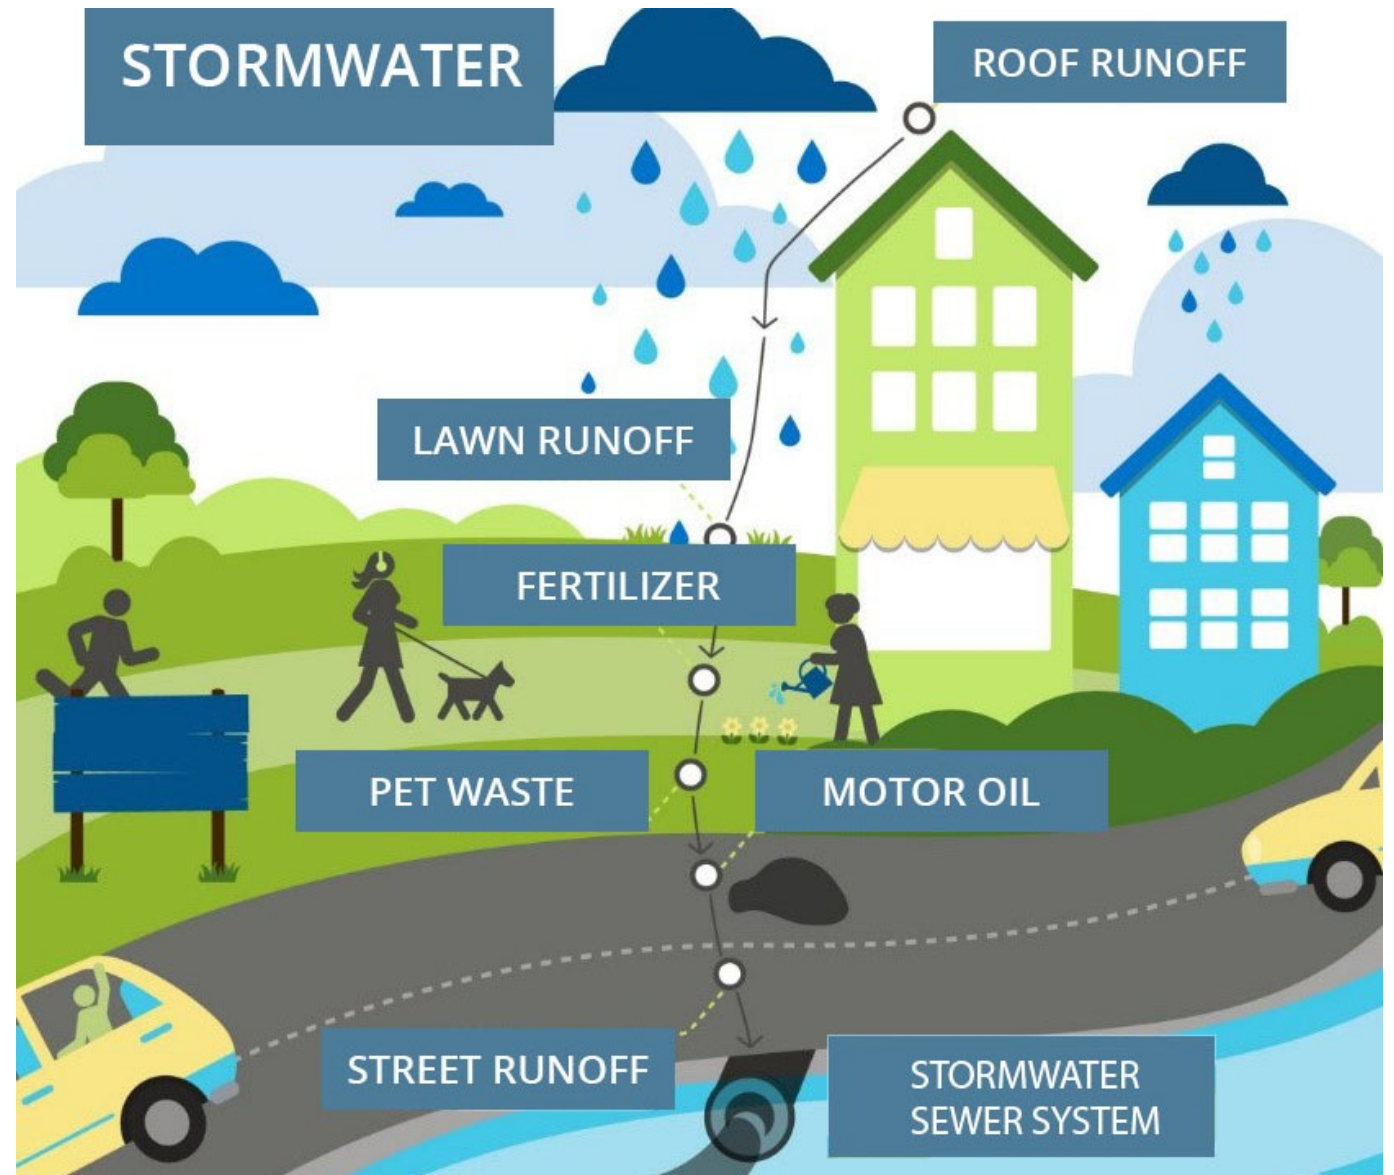 STORMWATER
ROOF RUNOFF
LAWN RUNOFF
FERTILIZER
PET WASTE
MOTOR OIL
STREET RUNOFF
STORMWATER
SEWER SYSTEM